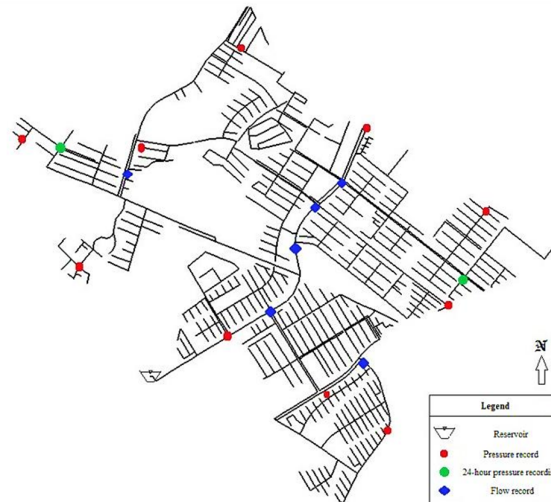 N
Legend
Reservoir
Pressure record
24-hour pressure recordi
Flow record